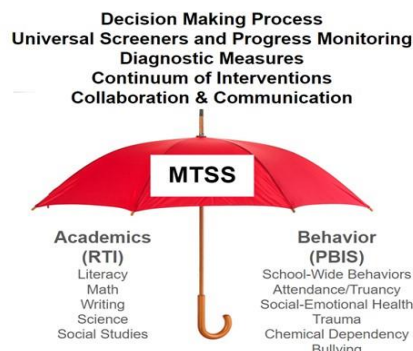 Decision Making Process
Universal Screeners and Progress Monitoring
Diagnostic Measures
Continuum of Interventions
Collaboration & Communication
MTSS
Academics
(RTI)
Literacy
Math
Writing
Science
Social Studies
Behavior
(PBIS)
School-Wide Behaviors
Attendance/Truancy
Social-Emotional Health
Trauma
Chemical Dependency
Bullying